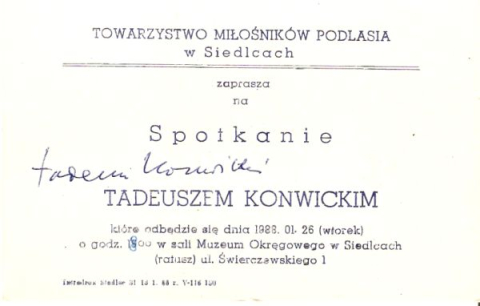 TOWARZYSTWO MIŁOŚNIKÓW PODLASIA
w Siedlcach
zaprasza
na
Spotkanie
Tadeusz Konwicki
TADEUSZEM KONWICKIM
które odbędzie się dnia 1988. 01. 26 (wtorek)
o godz. 1800 w sali Muzeum Okręgowego w Siedlcach
(ratusz) ul. Świerczewskiego 1